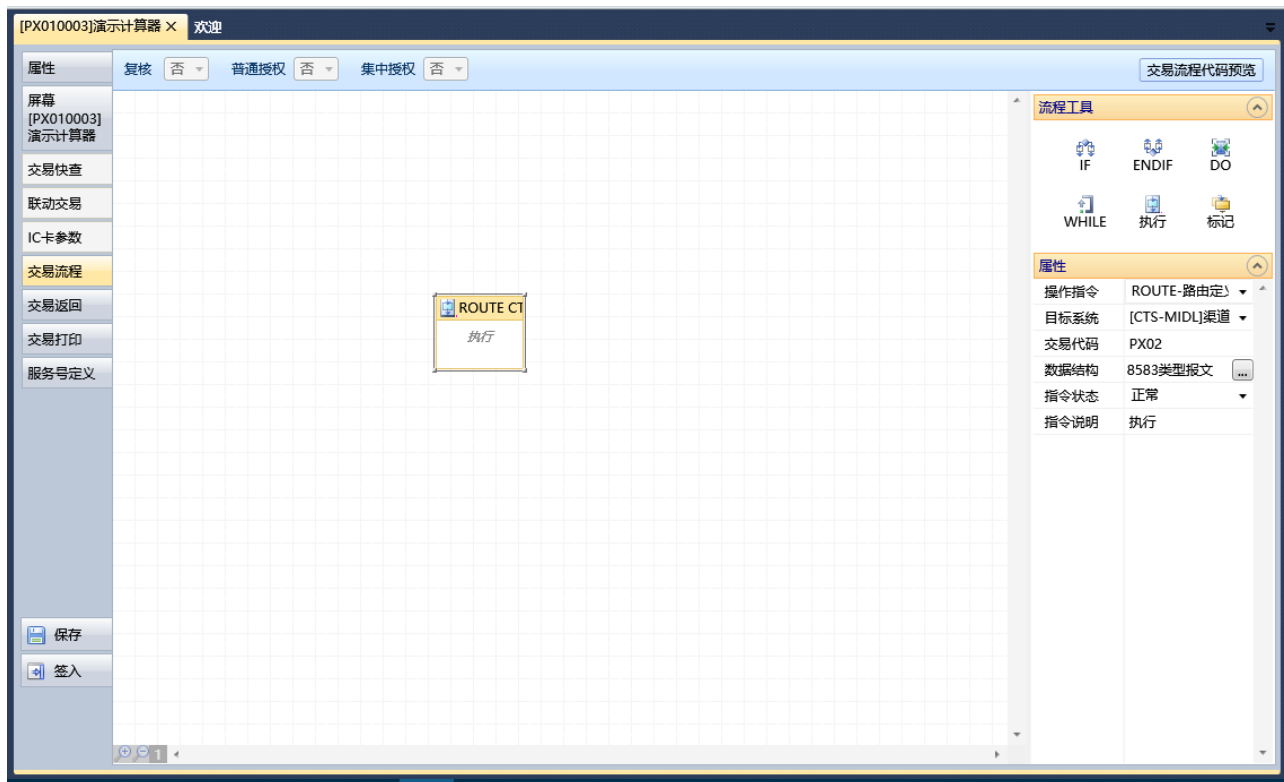 [PX010003]演示计算器 × 欢迎
属性
屏幕
[PX010003]
演示计算器
交易快查
联动交易
IC卡参数
交易流程
交易返回
交易打印
服务号定义
保存
签入
复核 否 普通授权 否 集中授权 否 交易流程代码预览
ROUTE CT
执行
1
流程工具
IF ENDIF DO
WHILE 执行 标记
属性
操作指令 ROUTE-路由定
目标系统 [CTS-MIDL]渠道
交易代码 PX02
数据结构 8583类型报文 ...
指令状态 正常
指令说明 执行